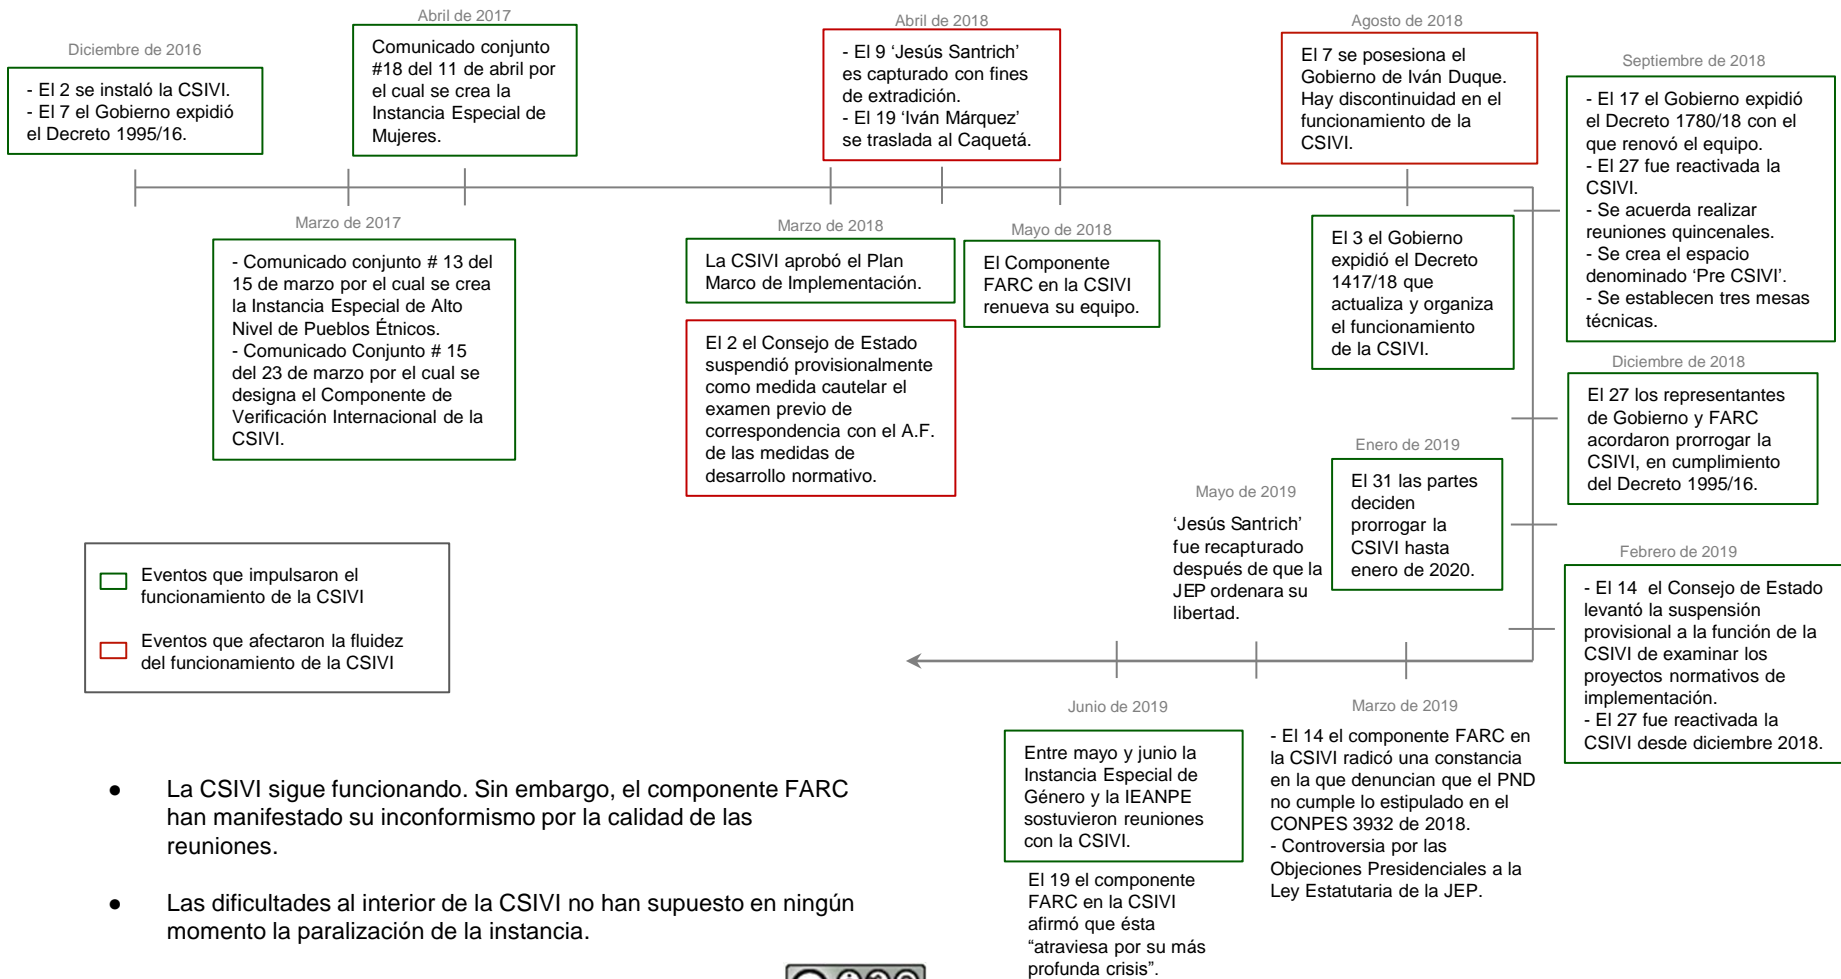 Diciembre de 2016
- El 2 se instaló la CSIVI.
- El 7 el Gobierno expidió
el Decreto 1995/16.
Marzo de 2017
- Comunicado conjunto # 13 del
15 de marzo por el cual se crea
la Instancia Especial de Alto
Nivel de Pueblos Étnicos.
- Comunicado Conjunto # 15
del 23 de marzo por el cual se
designa el Componente de
Verificación Internacional de la
CSIVI.
Abril de 2017
Comunicado conjunto
#18 del 11 de abril por
el cual se crea la
Instancia Especial de
Mujeres.
Marzo de 2018
La CSIVI aprobó el Plan
Marco de Implementación.
El 2 el Consejo de Estado
suspendió provisionalmente
como medida cautelar el
examen previo de
correspondencia con el A.F.
de las medidas de
desarrollo normativo.
Abril de 2018
- El 9 ‘Jesús Santrich’
es capturado con fines
de extradición.
- El 19 ‘Iván Márquez’
se traslada al Caquetá.
Mayo de 2018
El Componente
FARC en la CSIVI
renueva su equipo.
Agosto de 2018
El 7 se posesiona el
Gobierno de Iván Duque.
Hay discontinuidad en el
funcionamiento de la
CSIVI.
El 3 el Gobierno
expidió el Decreto
1417/18 que
actualiza y organiza
el funcionamiento
de la CSIVI.
Septiembre de 2018
- El 17 el Gobierno expidió
el Decreto 1780/18 con el
que renovó el equipo.
- El 27 fue reactivada la
CSIVI.
- Se acuerda realizar
reuniones quincenales.
- Se crea el espacio
denominado ‘Pre CSIVI’.
- Se establecen tres mesas
técnicas.
Diciembre de 2018
El 27 los representantes
de Gobierno y FARC
acordaron prorrogar la
CSIVI, en cumplimiento
del Decreto 1995/16.
Enero de 2019
El 31 las partes
deciden
prorrogar la
CSIVI hasta
enero de 2020.
Febrero de 2019
- El 14 el Consejo de Estado
levantó la suspensión
provisional a la función de la
CSIVI de examinar los
proyectos normativos de
implementación.
- El 27 fue reactivada la
CSIVI desde diciembre 2018.
Marzo de 2019
- El 14 el componente FARC en
la CSIVI radicó una constancia
en la que denuncian que el PND
no cumple lo estipulado en el
CONPES 3932 de 2018.
- Controversia por las
Objeciones Presidenciales a la
Ley Estatutaria de la JEP.
Mayo de 2019
‘Jesús Santrich’
fue recapturado
después de que la
JEP ordenara su
libertad.
Junio de 2019
Entre mayo y junio la
Instancia Especial de
Género y la IEANPE
sostuvieron reuniones
con la CSIVI.
El 19 el componente
FARC en la CSIVI
afirmó que ésta
“atraviesa por su más
profunda crisis”.
Eventos que impulsaron el
funcionamiento de la CSIVI
Eventos que afectaron la fluidez
del funcionamiento de la CSIVI
● La CSIVI sigue funcionando. Sin embargo, el componente FARC
han manifestado su inconformismo por la calidad de las
reuniones.
● Las dificultades al interior de la CSIVI no han supuesto en ningún
momento la paralización de la instancia.